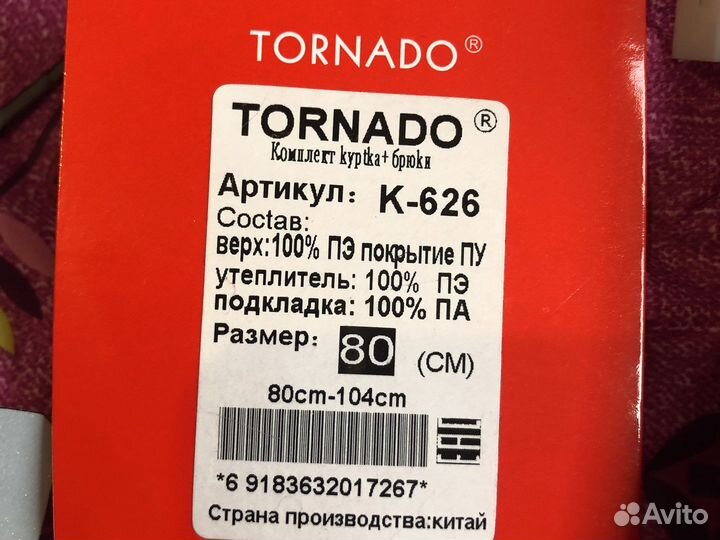 TORNADO®
TORNADO®
Комплект kyptka+ брюки
Артикул: K-626
Coctaв:
верх:100% ПЭ покрытие ПУ
утеплитель: 100% ПЭ
подкладка: 100% ПА
Размер: 80 (CM)
80cm-104cm
*6 9183632017267*
Страна производства:китай
Avito